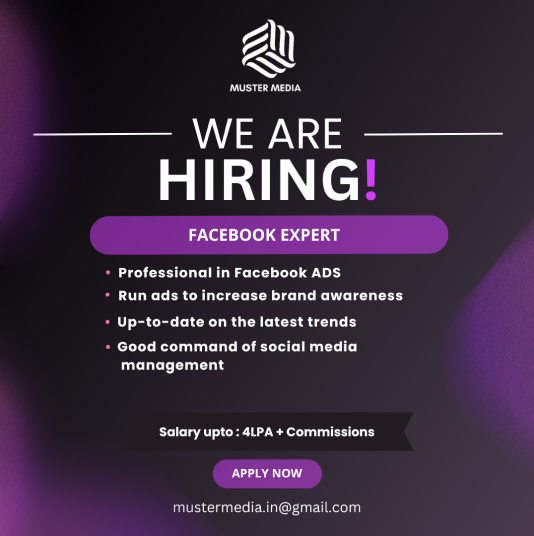 MUSTER MEDIA
WE ARE
HIRING!
FACEBOOK EXPERT
• Professional in Facebook ADS
• Run ads to increase brand awareness
• Up-to-date on the latest trends
• Good command of social media
management
Salary upto : 4LPA + Commissions
APPLY NOW
mustermedia.in@gmail.com